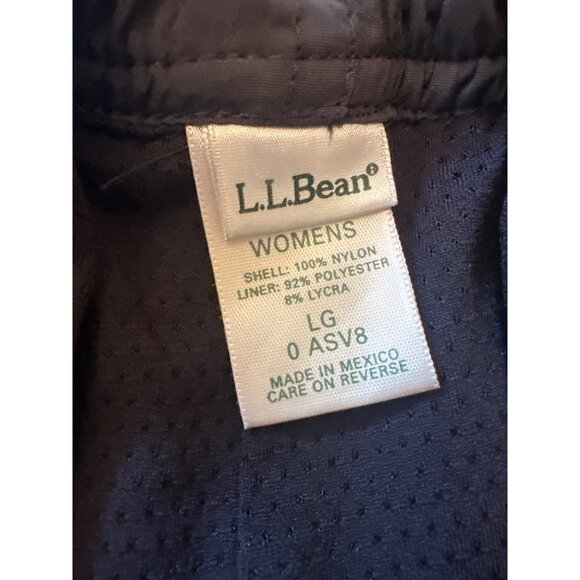 L.L.Bean®
WOMENS
SHELL: 100% NYLON
LINER: 92% POLYESTER
8% LYCRA
LG
0 ASV8
MADE IN MEXICO
CARE ON REVERSE